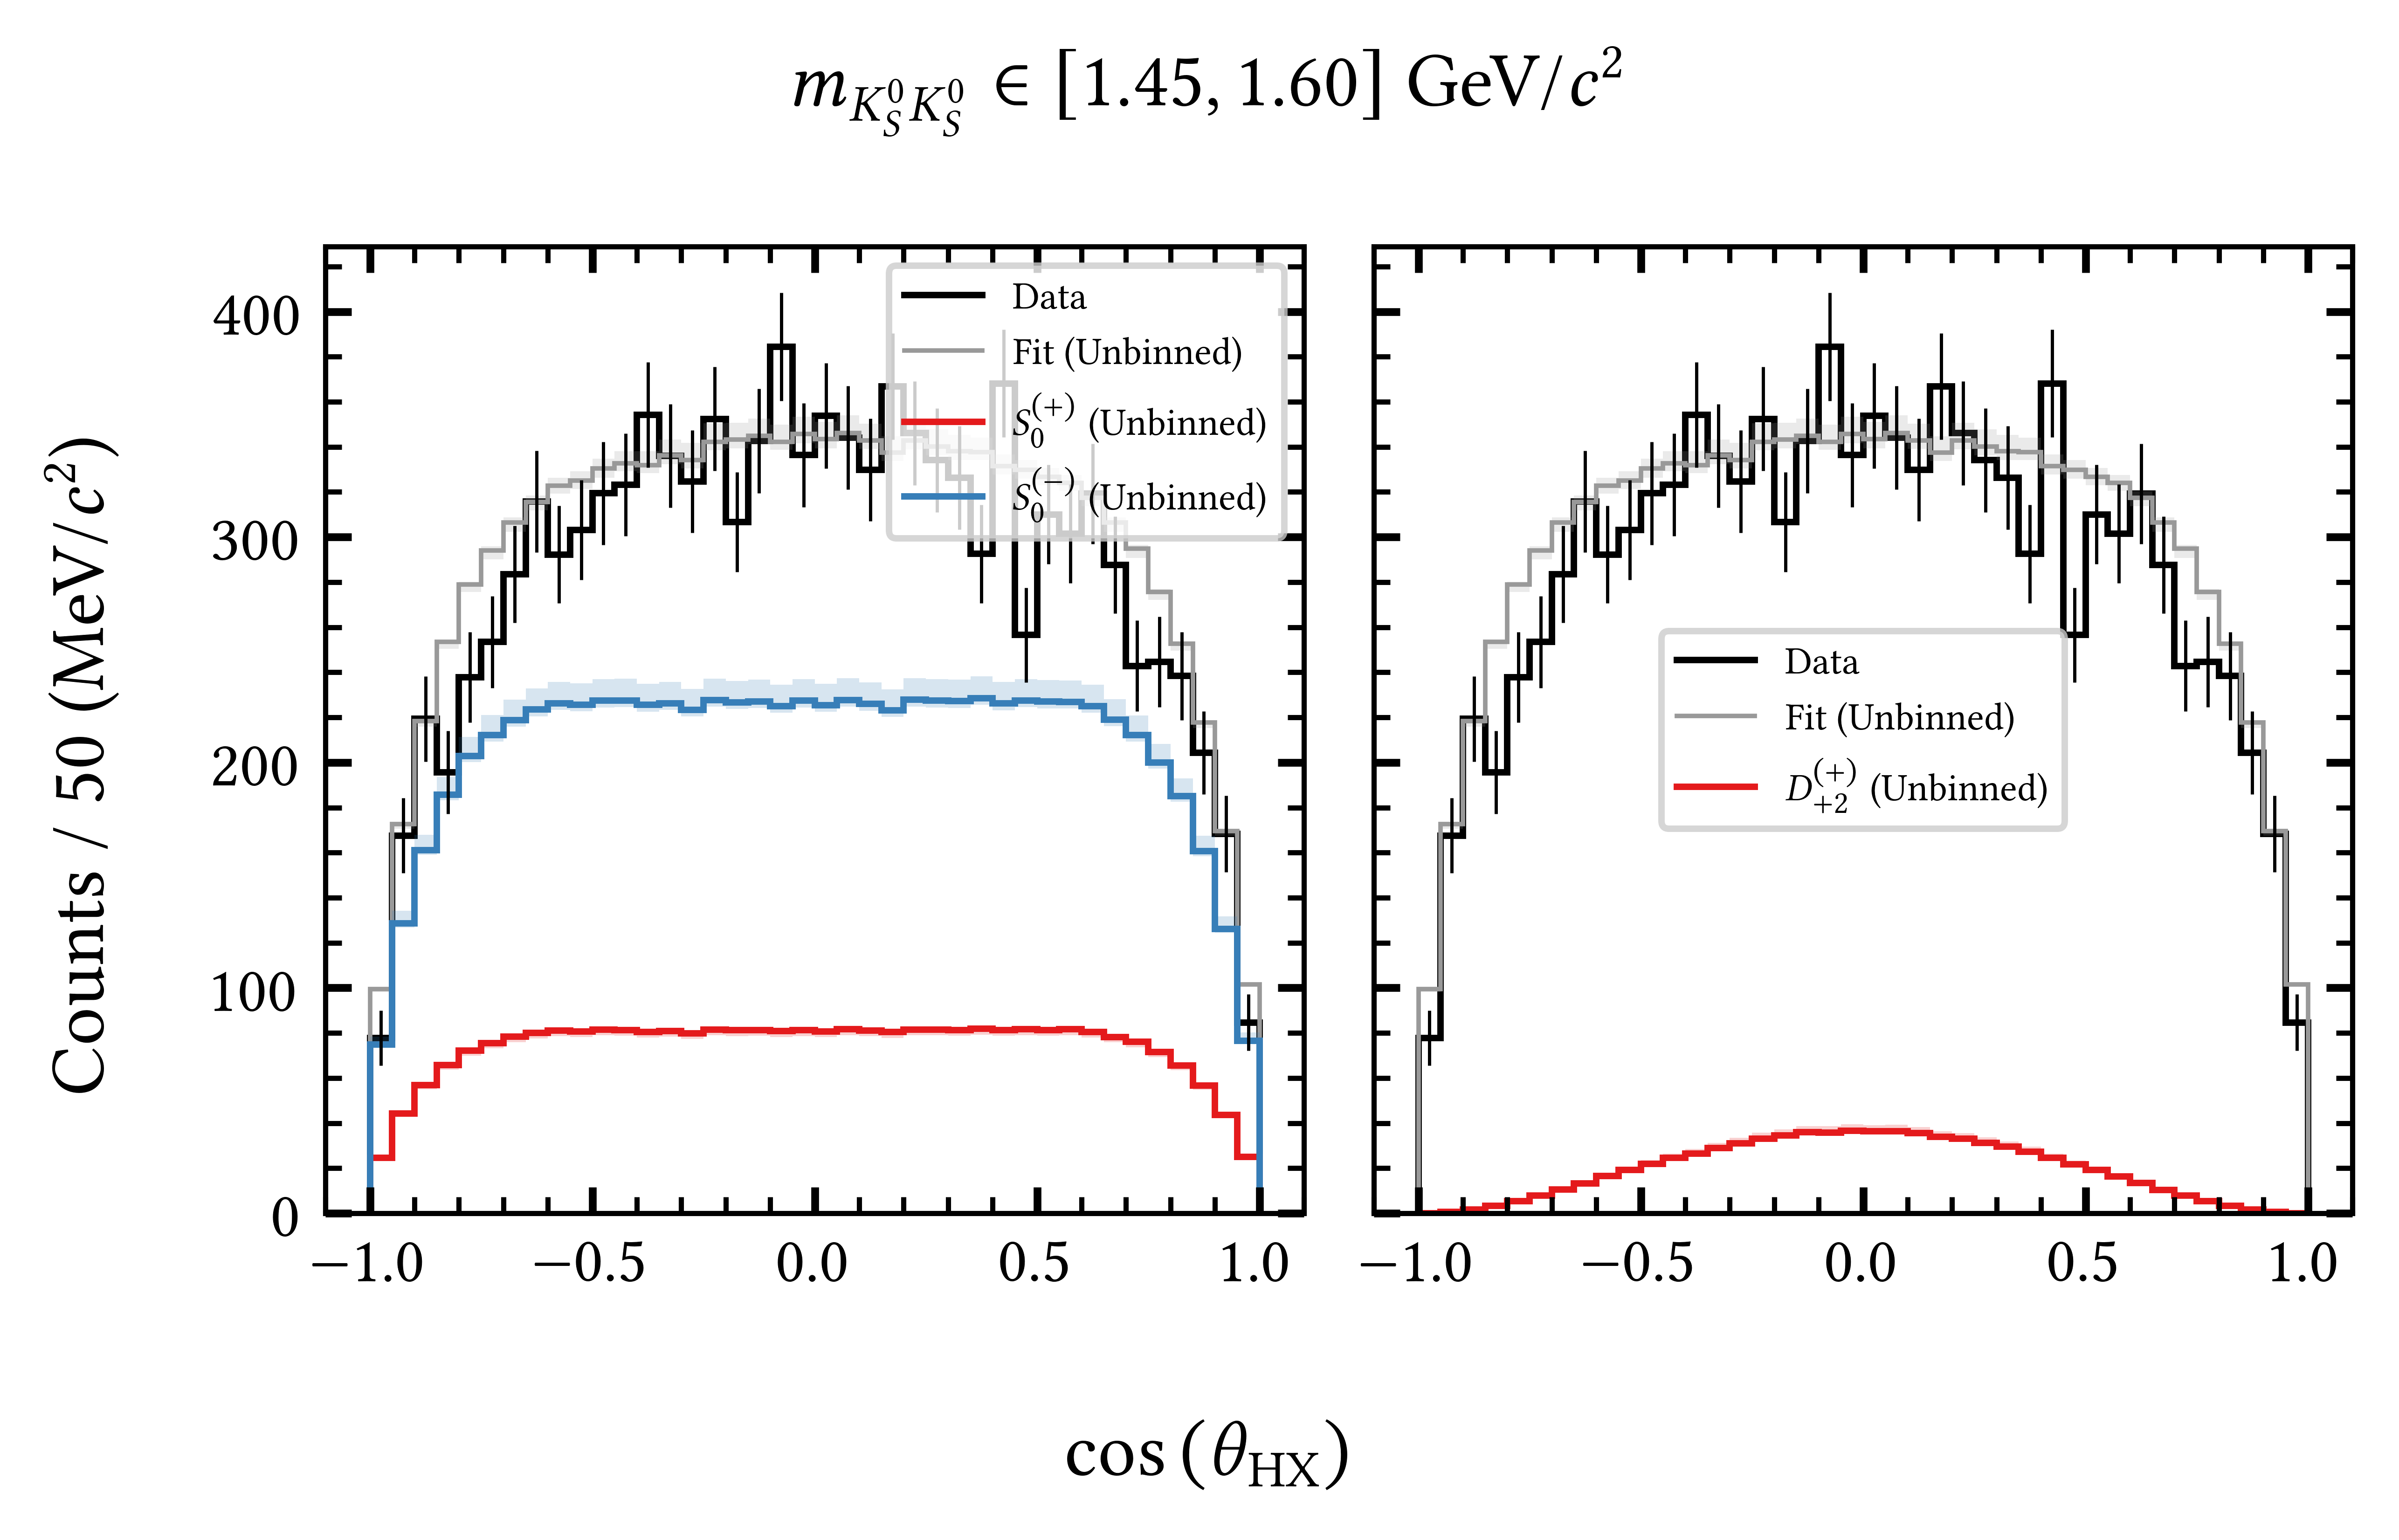 m_{K_S^0 K_S^0} ∈ [1.45, 1.60] GeV/c²
Counts / 50 (MeV/c²)
400
300
200
100
0
Data
Fit (Unbinned)
S_0^{(+)} (Unbinned)
S_0^{(−)} (Unbinned)
−1.0 −0.5 0.0 0.5 1.0
Data
Fit (Unbinned)
D_{+2}^{(+)} (Unbinned)
−1.0 −0.5 0.0 0.5 1.0
cos (θ_{HX})